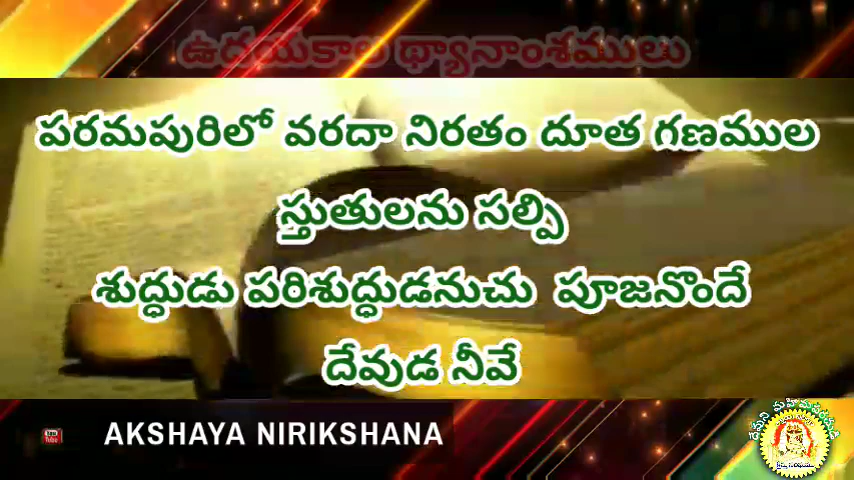 ఉదయకాల ధ్యానాంశములు
పరమపురిలో వరదా నిరతం దూత గణముల
స్తుతులను సల్పి
శుద్ధుడు పరిశుద్ధుడనుచు పూజనొందే
దేవుడ నీవే
AKSHAYA NIRIKSHANA